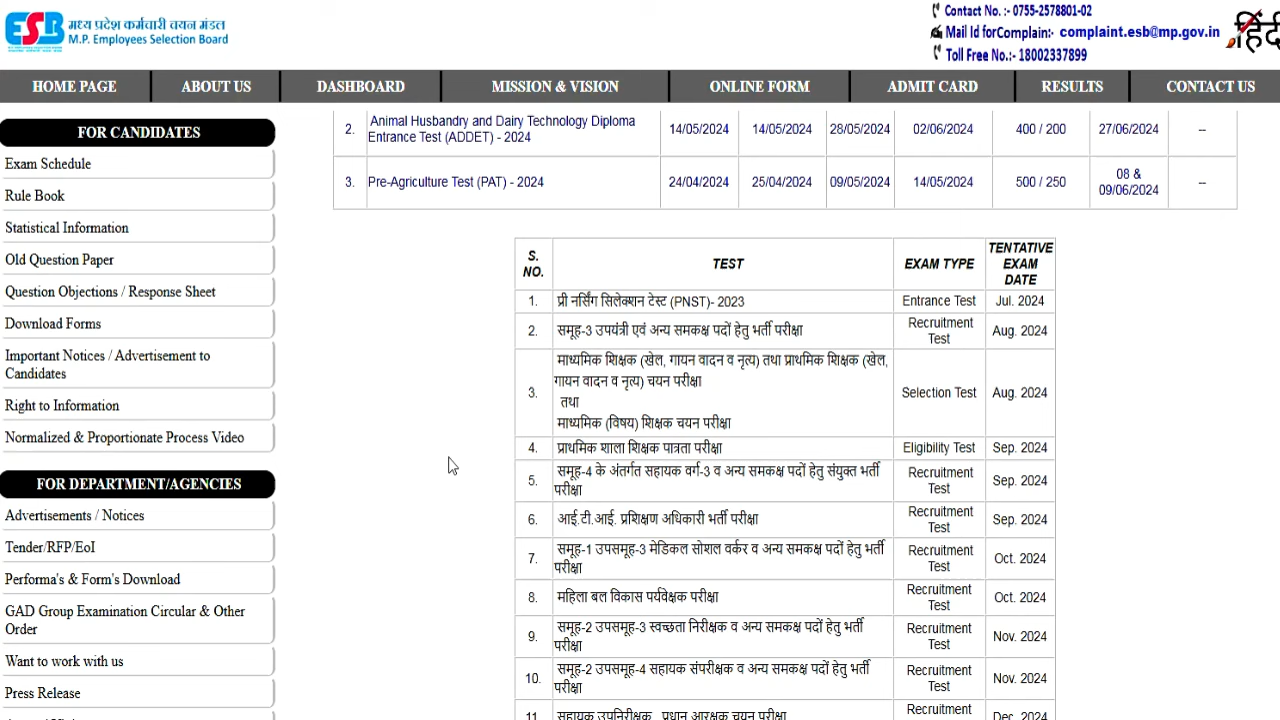 मध्य प्रदेश कर्मचारी चयन मंडल
M.P. Employees Selection Board
Contact No. :- 0755-2578801-02
Mail Id forComplain:- complaint.esb@mp.gov.in
Toll Free No.:- 18002337899
हिंदी
HOME PAGE ABOUT US DASHBOARD MISSION & VISION ONLINE FORM ADMIT CARD RESULTS CONTACT US
FOR CANDIDATES
Exam Schedule
Rule Book
Statistical Information
Old Question Paper
Question Objections / Response Sheet
Download Forms
Important Notices / Advertisement to
Candidates
Right to Information
Normalized & Proportionate Process Video
FOR DEPARTMENT/AGENCIES
Advertisements / Notices
Tender/RFP/EoI
Performa's & Form's Download
GAD Group Examination Circular & Other
Order
Want to work with us
Press Release
2. Animal Husbandry and Dairy Technology Diploma
Entrance Test (ADDET) - 2024 14/05/2024 14/05/2024 28/05/2024 02/06/2024 400 / 200 27/06/2024 --
3. Pre-Agriculture Test (PAT) - 2024 24/04/2024 25/04/2024 09/05/2024 14/05/2024 500 / 250 08 &
09/06/2024 --
S.
NO. TEST EXAM TYPE TENTATIVE
EXAM
DATE
1. प्री नर्सिंग सिलेक्शन टेस्ट (PNST)- 2023 Entrance Test Jul. 2024
2. समूह-3 उपयंत्री एवं अन्य समकक्ष पदों हेतु भर्ती परीक्षा Recruitment
Test Aug. 2024
3. माध्यमिक शिक्षक (खेल, गायन वादन व नृत्य) तथा प्राथमिक शिक्षक (खेल,
गायन वादन व नृत्य) चयन परीक्षा
तथा
माध्यमिक (विषय) शिक्षक चयन परीक्षा Selection Test Aug. 2024
4. प्राथमिक शाला शिक्षक पात्रता परीक्षा Eligibility Test Sep. 2024
5. समूह-4 के अंतर्गत सहायक वर्ग-3 व अन्य समकक्ष पदों हेतु संयुक्त भर्ती
परीक्षा Recruitment
Test Sep. 2024
6. आई.टी.आई. प्रशिक्षण अधिकारी भर्ती परीक्षा Recruitment
Test Sep. 2024
7. समूह-1 उपसमूह-3 मेडिकल सोशल वर्कर व अन्य समकक्ष पदों हेतु भर्ती
परीक्षा Recruitment
Test Oct. 2024
8. महिला बल विकास पर्यवेक्षक परीक्षा Recruitment
Test Oct. 2024
9. समूह-2 उपसमूह-3 स्वच्छता निरीक्षक व अन्य समकक्ष पदों हेतु भर्ती
परीक्षा Recruitment
Test Nov. 2024
10. समूह-2 उपसमूह-4 सहायक संपरीक्षक व अन्य समकक्ष पदों हेतु भर्ती
परीक्षा Recruitment
Test Nov. 2024
11. सहायक उपनिरीक्षक , प्रधान आरक्षक चयन परीक्षा Recruitment Dec. 2024